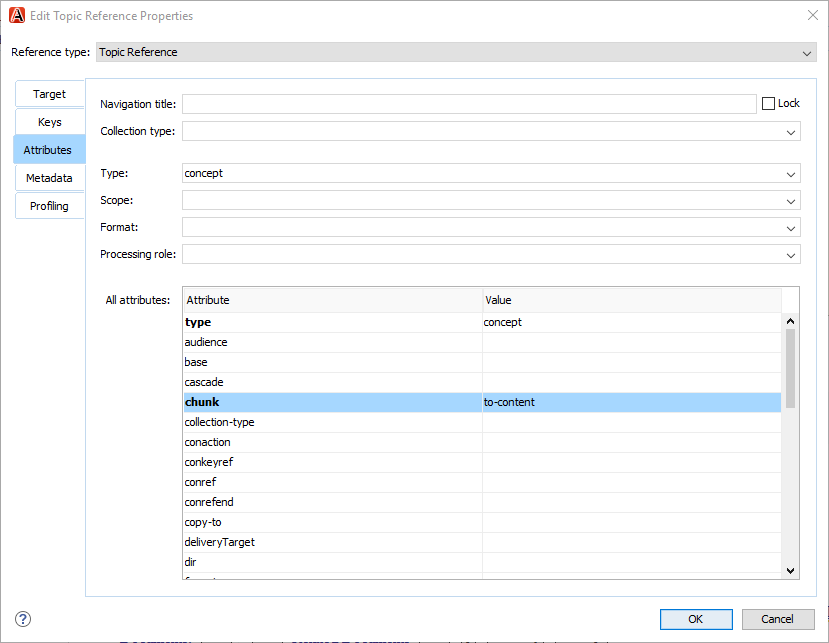 Edit Topic Reference Properties
Reference type: Topic Reference
Target
Keys
Attributes
Metadata
Profiling
Navigation title: Lock
Collection type:
Type: concept
Scope:
Format:
Processing role:
All attributes: Attribute Value
type concept
audience
base
cascade
chunk to-content
collection-type
conaction
conkeyref
conref
conrefend
copy-to
deliveryTarget
dir
? OK Cancel